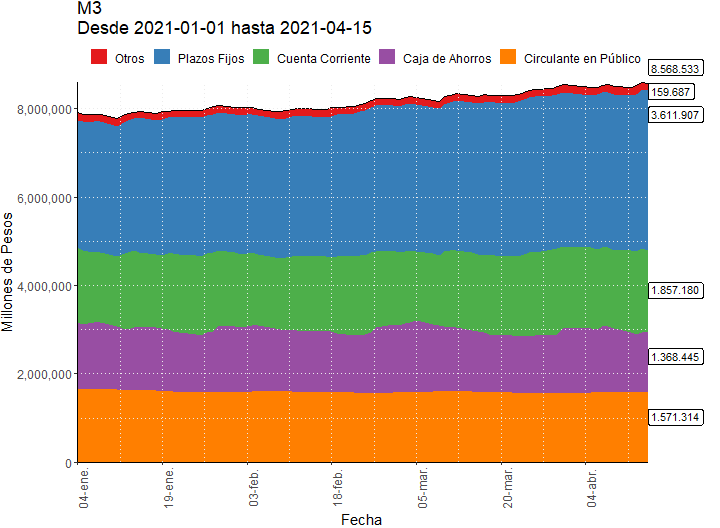 M3
Desde 2021-01-01 hasta 2021-04-15
Otros Plazos Fijos Cuenta Corriente Caja de Ahorros Circulante en Público
8.568.533
159.687
3.611.907
1.857.180
1.368.445
1.571.314
Millones de Pesos
8,000,000
6,000,000
4,000,000
2,000,000
0
04-ene.
19-ene.
03-feb.
18-feb.
05-mar.
20-mar.
04-abr.
Fecha